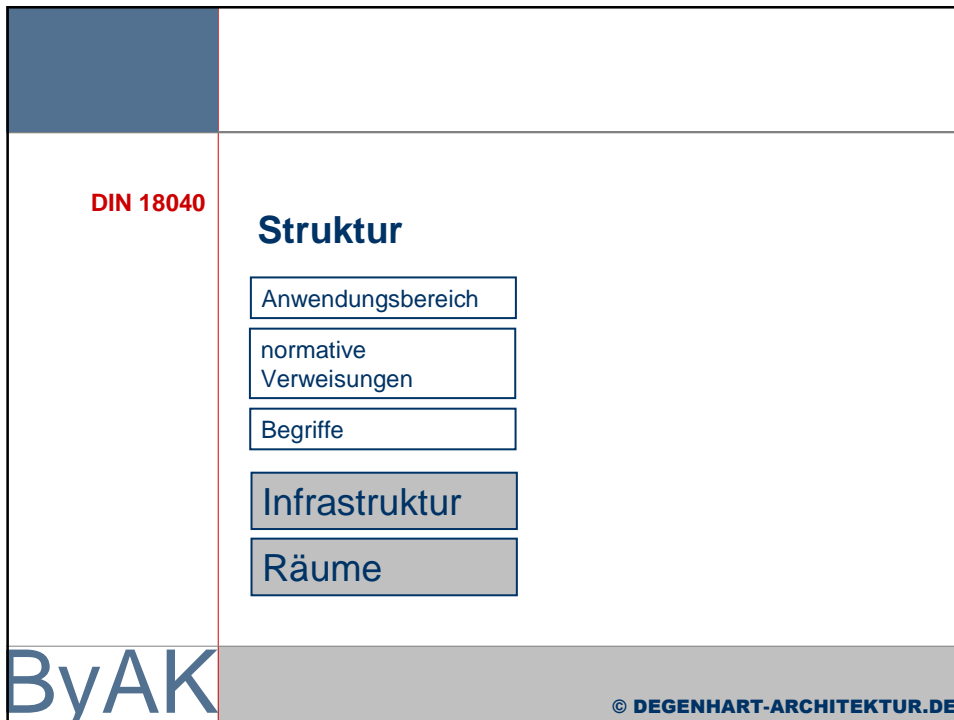 DIN 18040
Struktur
Anwendungsbereich
normative
Verweisungen
Begriffe
Infrastruktur
Räume
ByAK
© DEGENHART-ARCHITEKTUR.DE